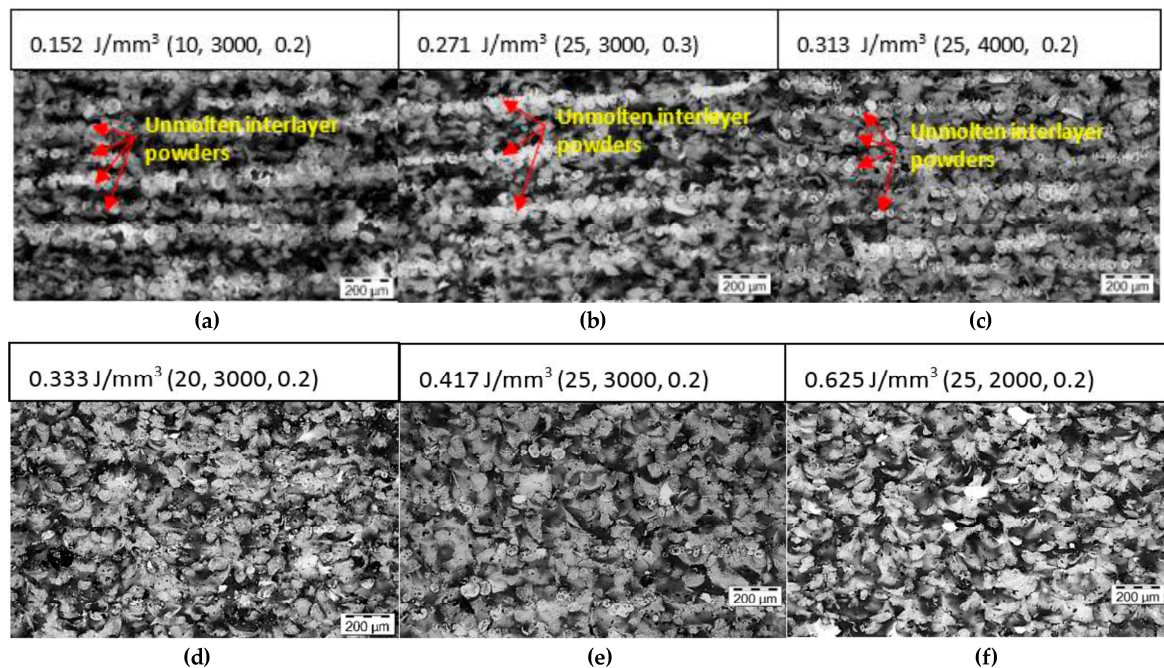 0.152 J/mm³ (10, 3000, 0.2)
0.271 J/mm³ (25, 3000, 0.3)
0.313 J/mm³ (25, 4000, 0.2)
Unmolten interlayer
powders
Unmolten interlayer
powders
Unmolten interlayer
powders
200 µm
200 µm
200 µm
(a)
(b)
(c)
0.333 J/mm³ (20, 3000, 0.2)
0.417 J/mm³ (25, 3000, 0.2)
0.625 J/mm³ (25, 2000, 0.2)
200 µm
200 µm
200 µm
(d)
(e)
(f)